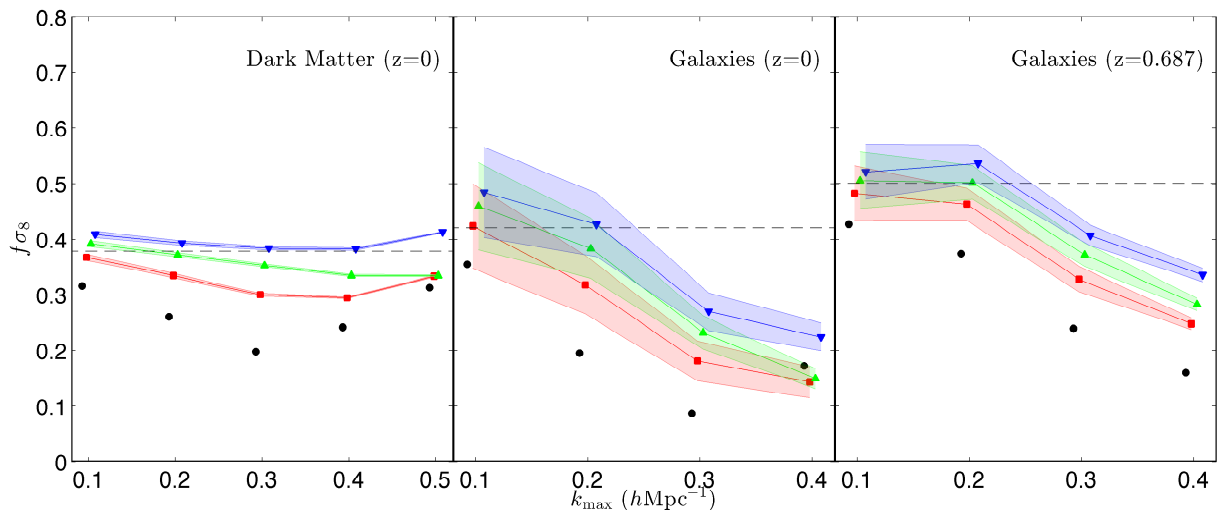 Dark Matter (z=0)
Galaxies (z=0)
Galaxies (z=0.687)
fσ₈
0.8
0.7
0.6
0.5
0.4
0.3
0.2
0.1
0
0.1 0.2 0.3 0.4 0.5
0.1 0.2 0.3 0.4
0.1 0.2 0.3 0.4
k_max (hMpc⁻¹)